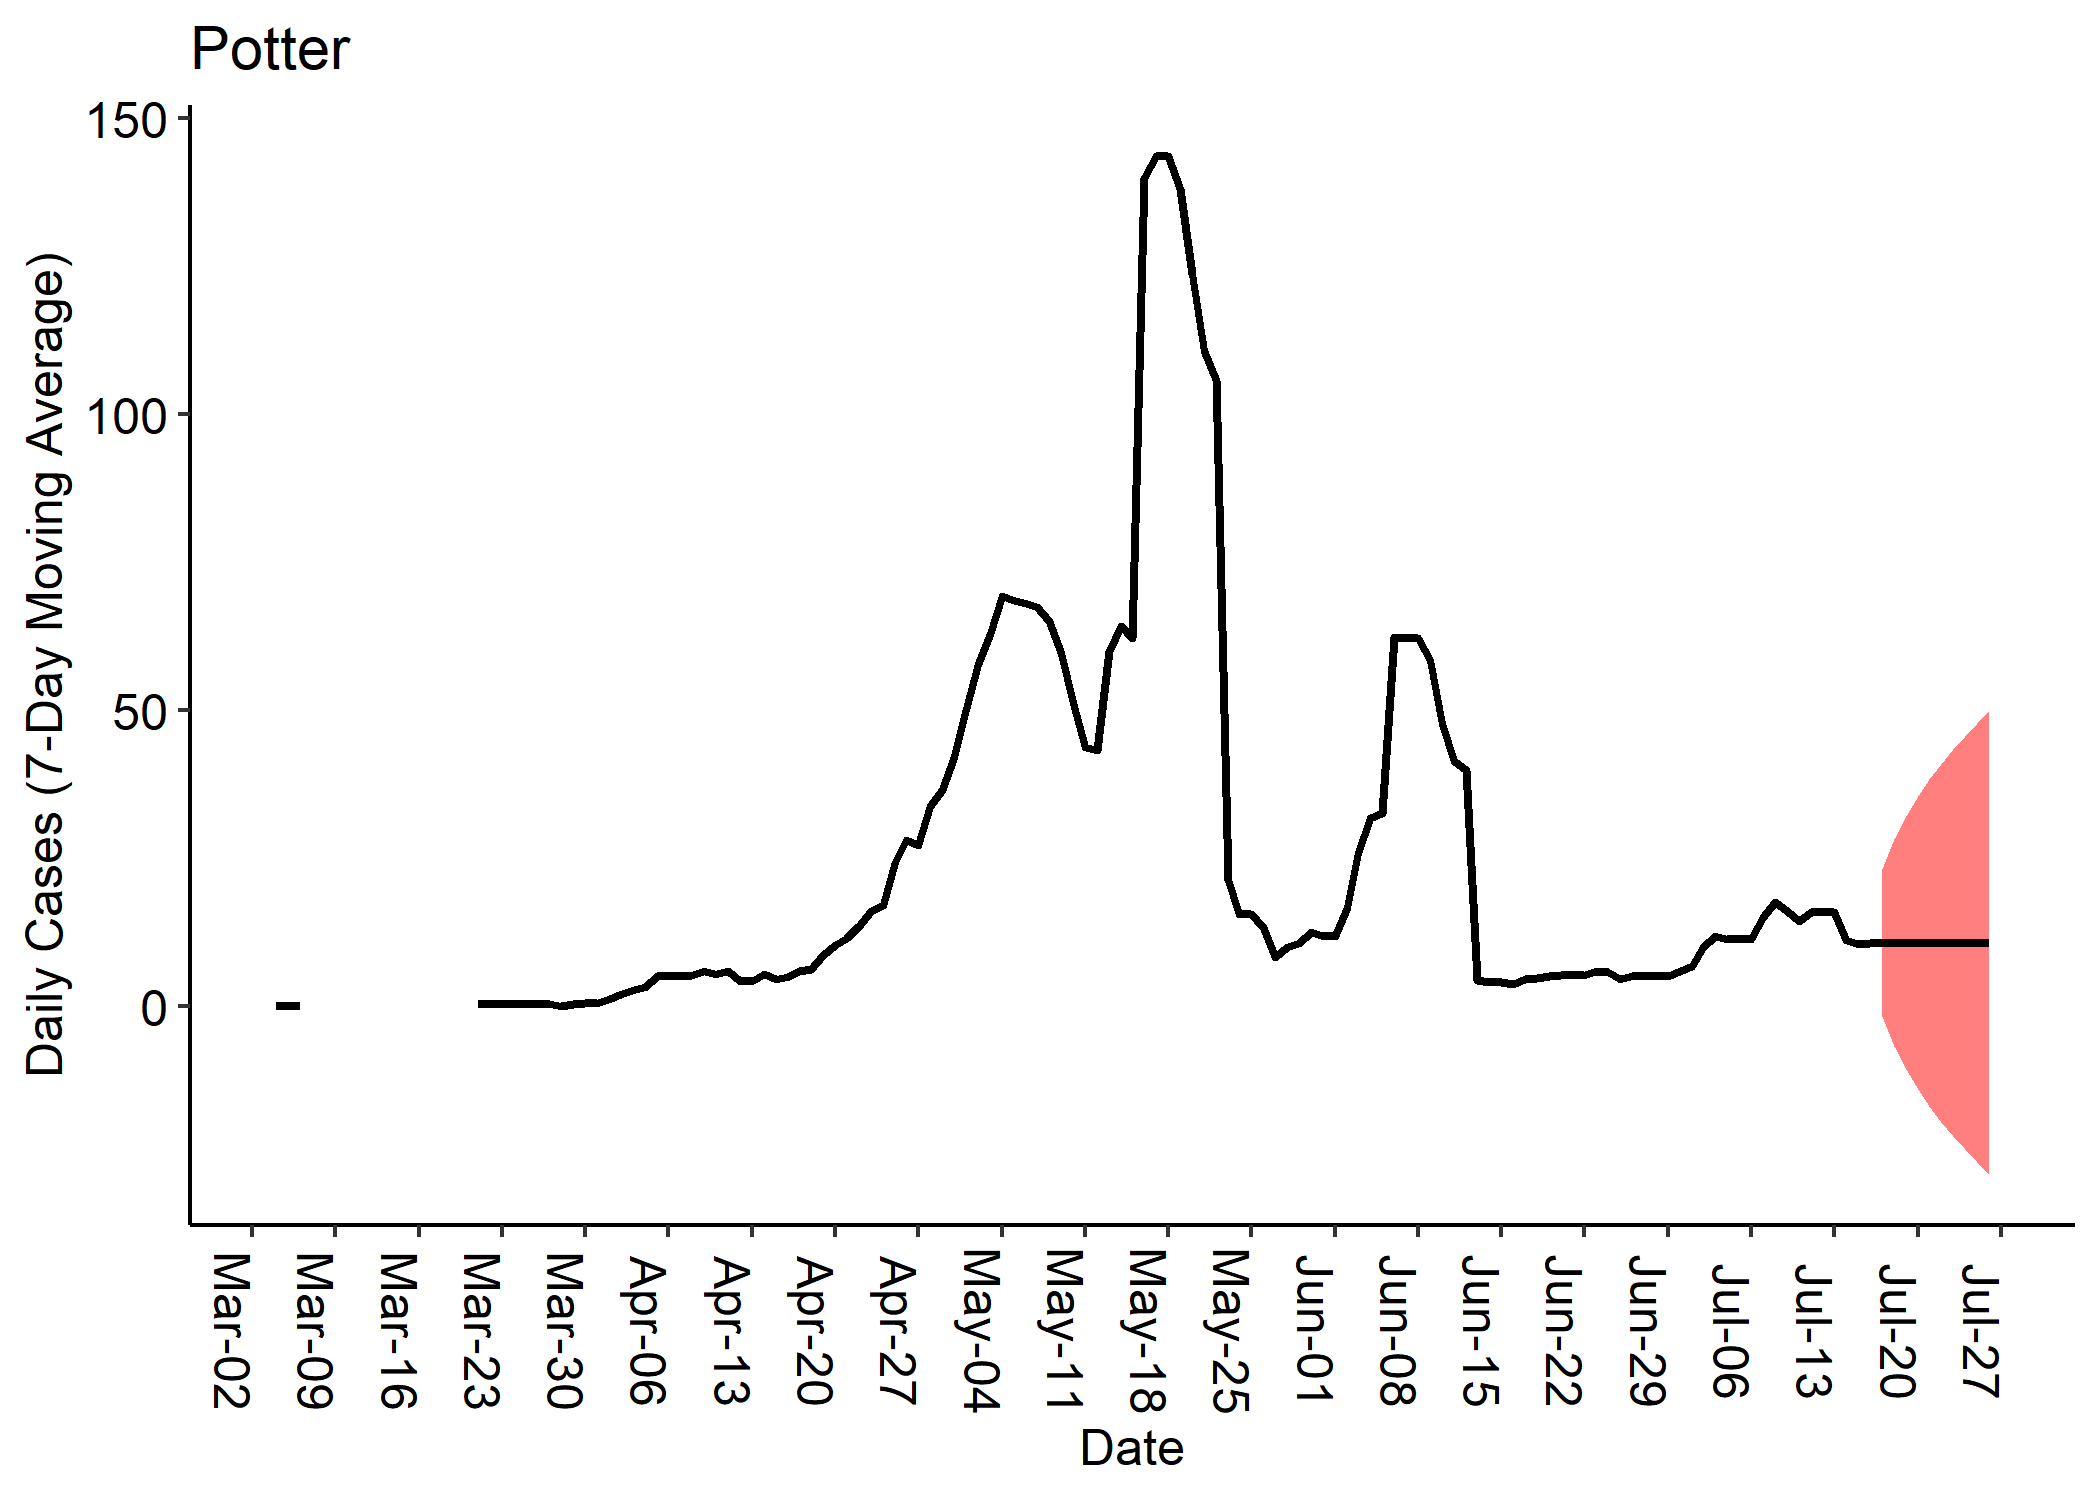 Potter
150
100
50
0
Daily Cases (7-Day Moving Average)
Mar-02
Mar-09
Mar-16
Mar-23
Mar-30
Apr-06
Apr-13
Apr-20
Apr-27
May-04
May-11
May-18
May-25
Jun-01
Jun-08
Jun-15
Jun-22
Jun-29
Jul-06
Jul-13
Jul-20
Jul-27
Date